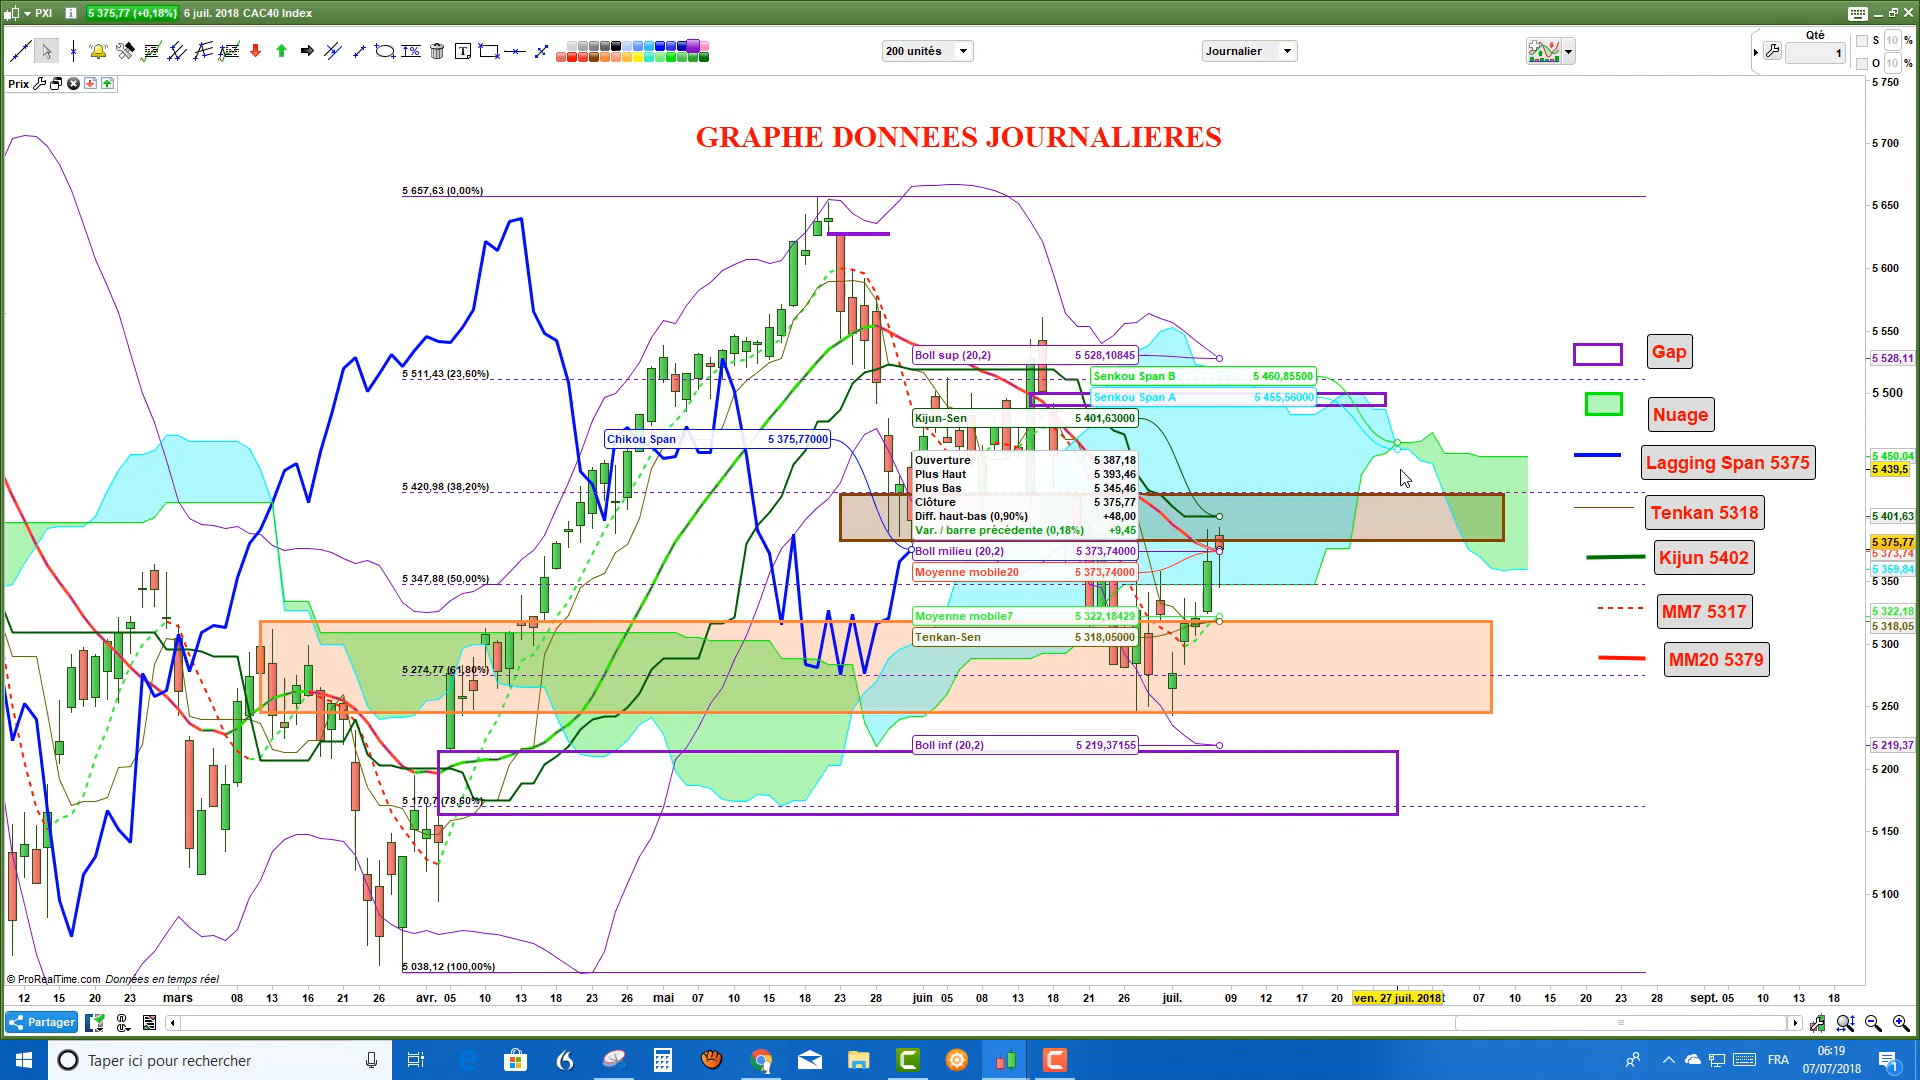 PXI 5 375,77 (+0,18%) 6 juil. 2018 CAC40 Index
200 unités
Journalier
Qté
1
S 10 %
O 10 %
Prix
GRAPHE DONNEES JOURNALIERES
5 657,63 (0,00%)
5 511,43 (23,60%)
5 420,98 (38,20%)
5 347,88 (50,00%)
5 274,77 (61,80%)
5 170,7 (78,60%)
5 038,12 (100,00%)
Boll sup (20,2) 5 528,10845
Senkou Span B 5 460,85500
Senkou Span A 5 455,56000
Kijun-Sen 5 401,63000
Chikou Span 5 375,77000
Ouverture 5 387,18
Plus Haut 5 393,46
Plus Bas 5 345,46
Clôture 5 375,77
Diff. haut-bas (0,90%) +48,00
Var. / barre précédente (0,18%) +9,45
Boll milieu (20,2) 5 373,74000
Moyenne mobile20 5 373,74000
Moyenne mobile7 5 322,18429
Tenkan-Sen 5 318,05000
Boll inf (20,2) 5 219,37155
Gap
Nuage
Lagging Span 5375
Tenkan 5318
Kijun 5402
MM7 5317
MM20 5379
5 750
5 700
5 650
5 600
5 550
5 528,11
5 500
5 450,04
5 439,5
5 401,63
5 375,77
5 373,74
5 359,84
5 350
5 322,18
5 318,05
5 300
5 250
5 219,37
5 200
5 150
5 100
© ProRealTime.com Données en temps réel
12 15 20 23 mars 08 13 16 21 26 avr. 05 10 13 18 23 26 mai 07 10 15 18 23 28 juin 05 08 13 18 21 26 juil. 09 12 17 20 ven. 27 juil. 2018 07 10 15 20 23 28 sept. 05 10 13 18
Partager
Taper ici pour rechercher
FRA
06:19
07/07/2018
1